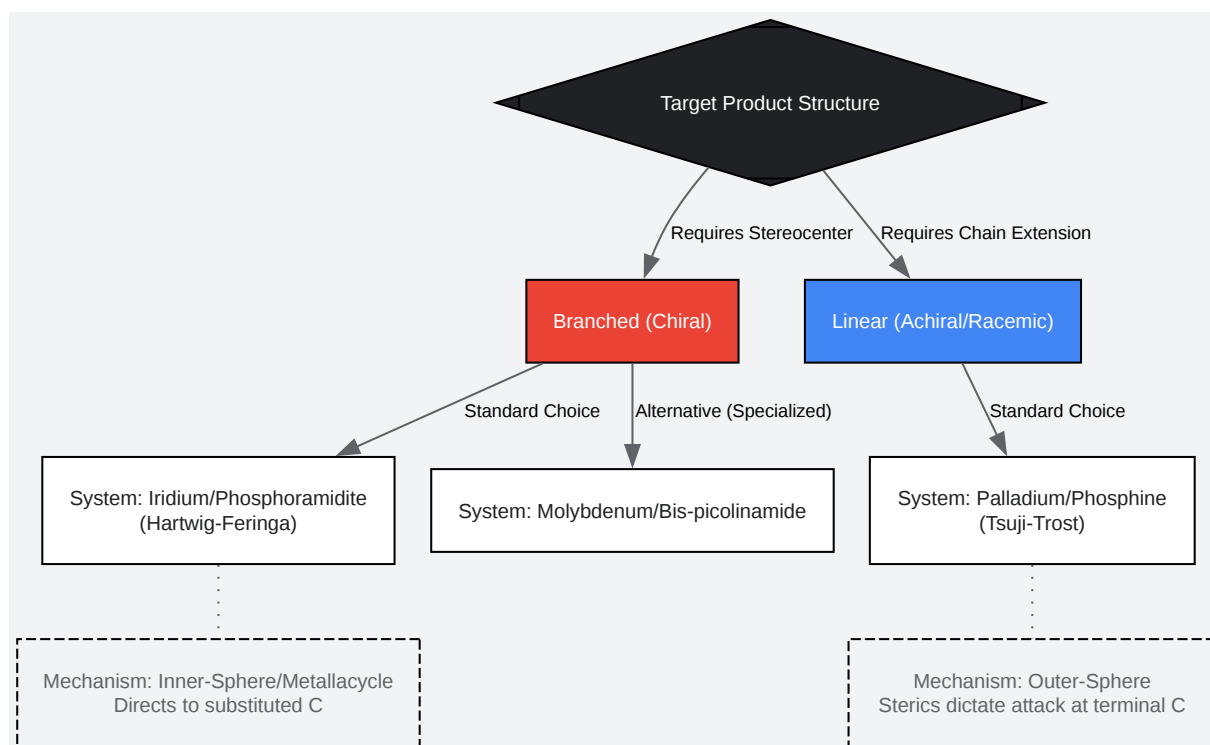 Target Product Structure
Requires Stereocenter
Requires Chain Extension
Branched (Chiral)
Linear (Achiral/Racemic)
Standard Choice
Alternative (Specialized)
Standard Choice
System: Iridium/Phosphoramidite
(Hartwig-Feringa)
System: Molybdenum/Bis-picolinamide
System: Palladium/Phosphine
(Tsuji-Trost)
Mechanism: Inner-Sphere/Metallacycle
Directs to substituted C
Mechanism: Outer-Sphere
Sterics dictate attack at terminal C